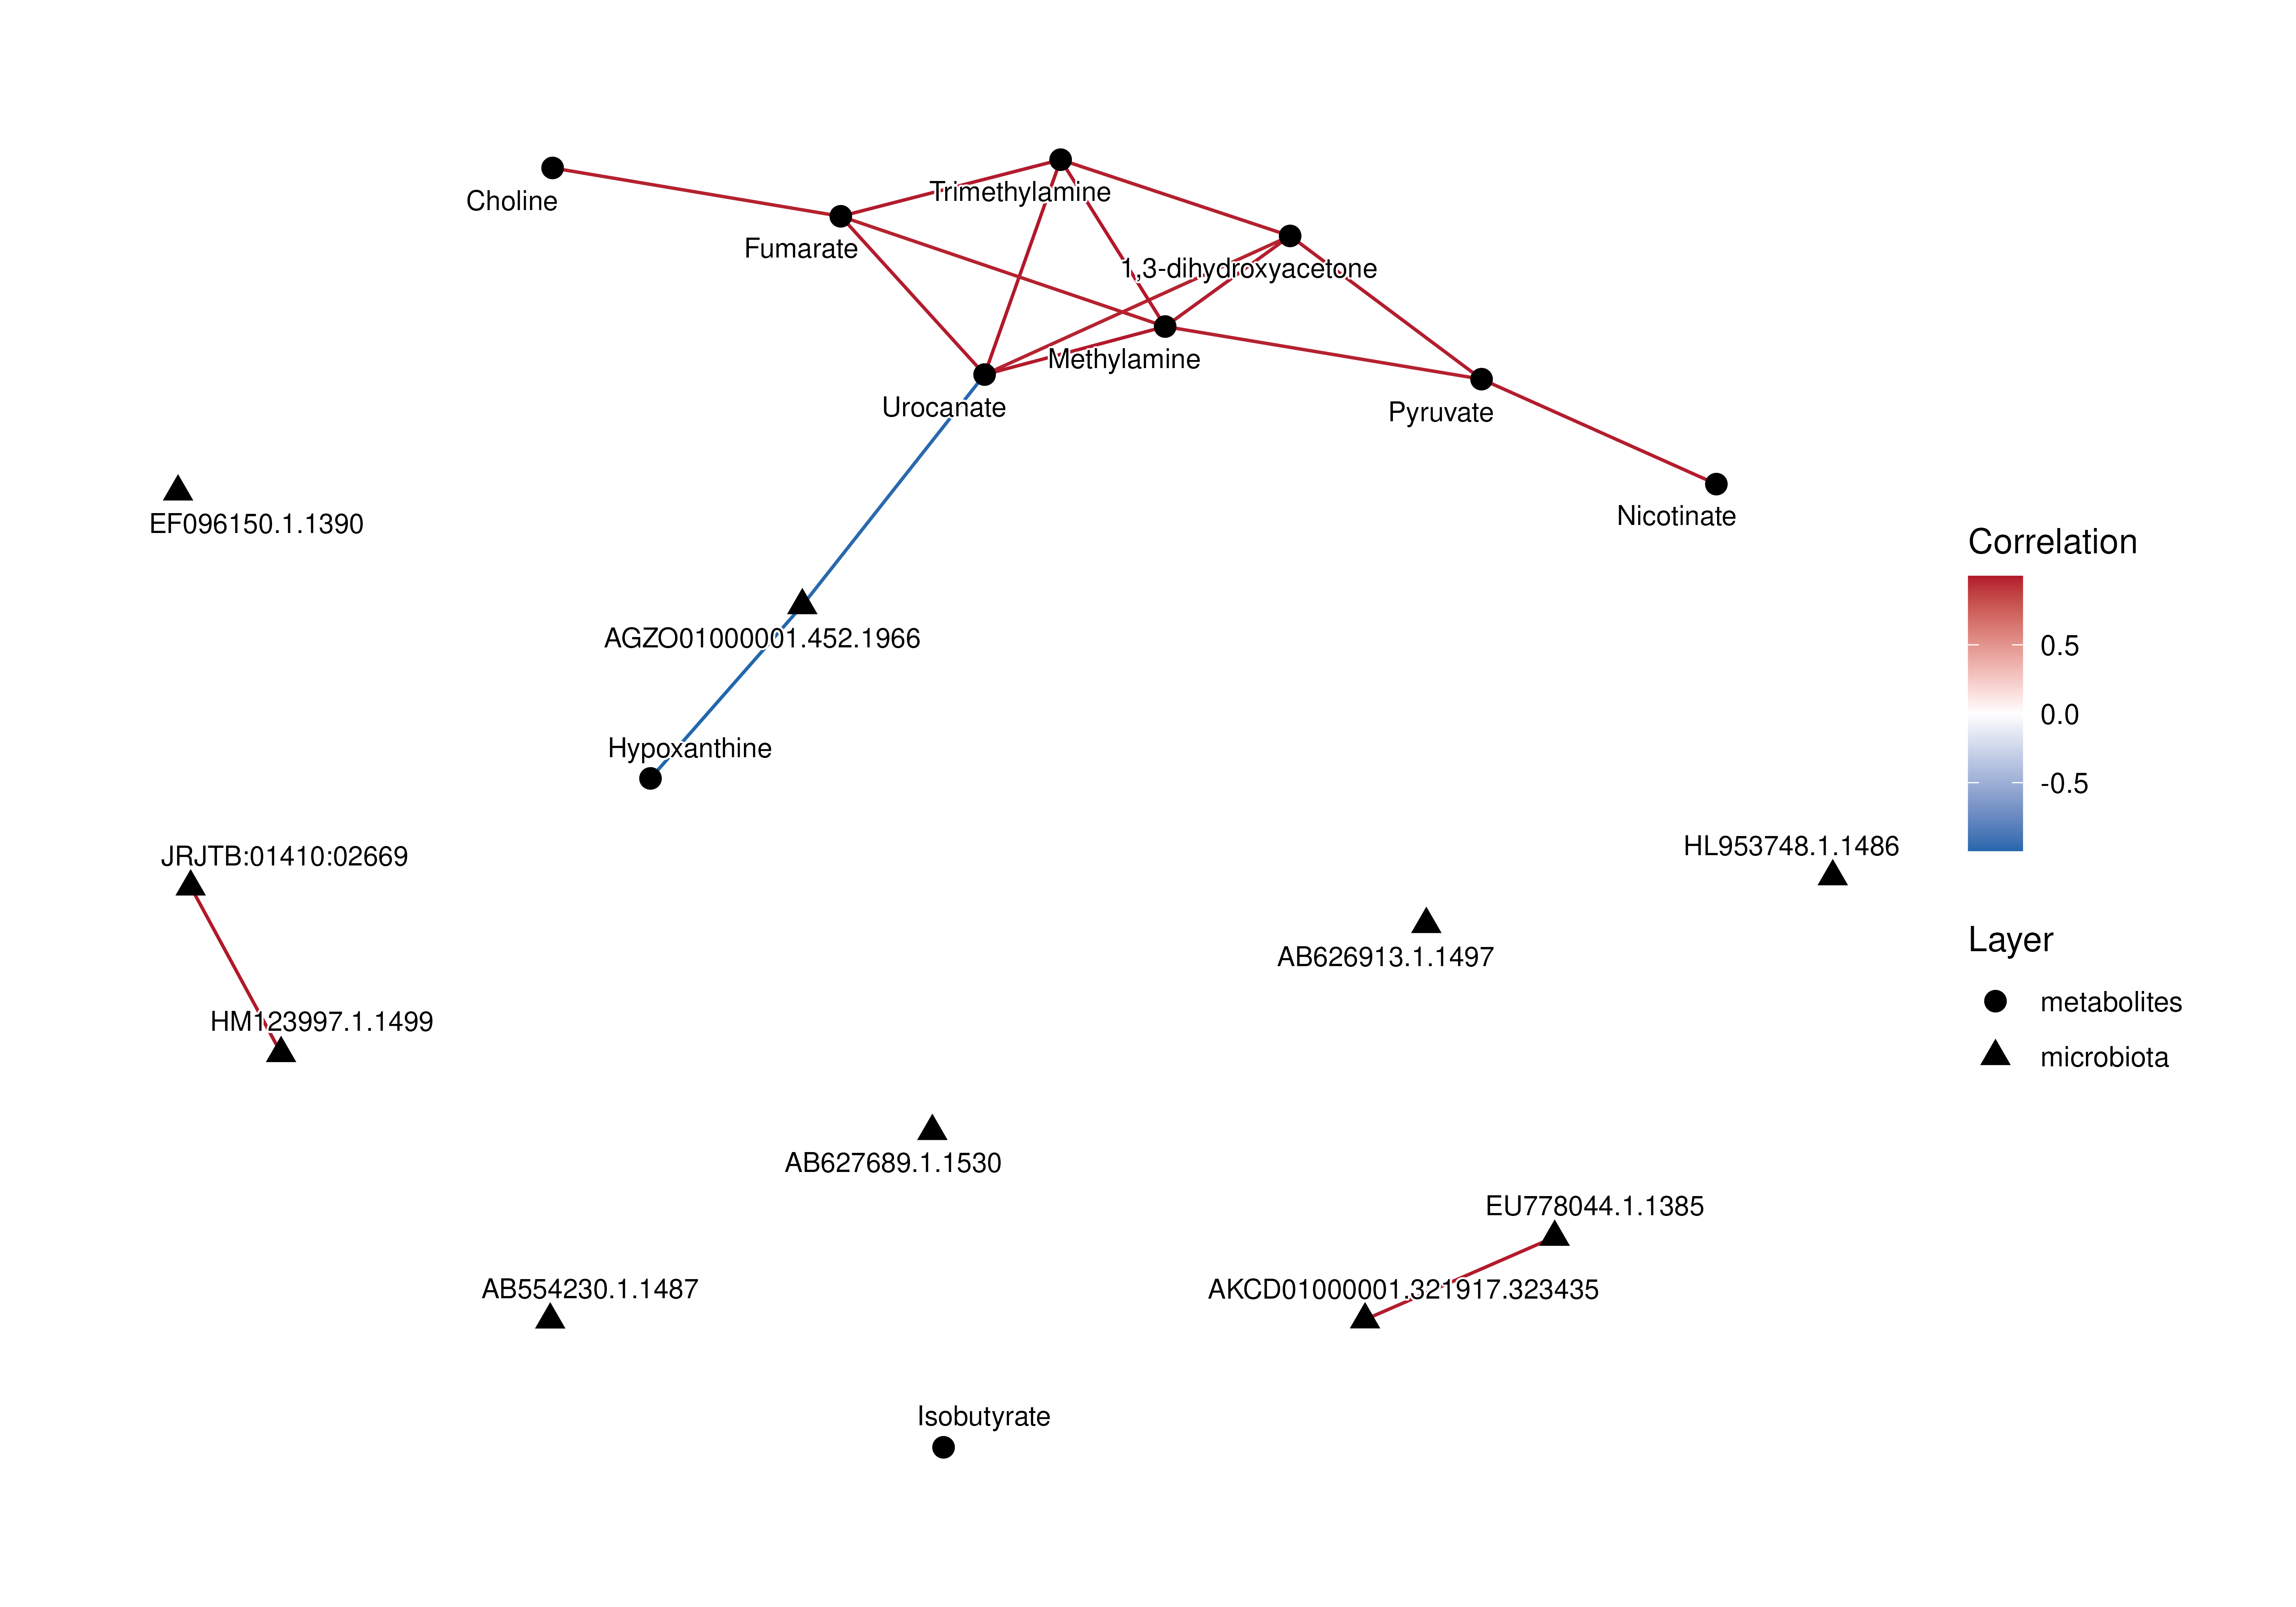 Choline
Trimethylamine
Fumarate
1,3-dihydroxyacetone
Methylamine
Urocanate
Pyruvate
Nicotinate
EF096150.1.1390
AGZO01000001.452.1966
Hypoxanthine
JRJTB:01410:02669
HL953748.1.1486
AB626913.1.1497
HM123997.1.1499
AB627689.1.1530
EU778044.1.1385
AB554230.1.1487
AKCD01000001.321917.323435
Isobutyrate
Correlation
0.5
0.0
-0.5
Layer
metabolites
microbiota